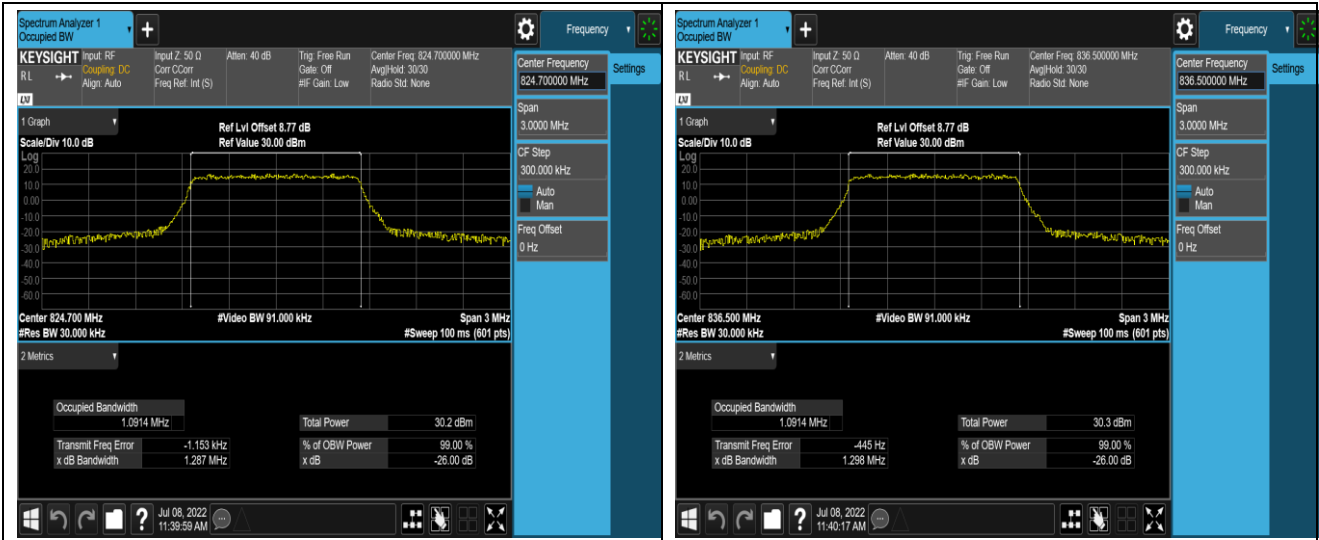 Spectrum Analyzer 1
Occupied BW
+
Frequency
KEYSIGHT
Input: RF
Coupling: DC
Align: Auto
Input Z: 50 Ω
Corr CCorr
Freq Ref: Int (S)
Atten: 40 dB
Trig: Free Run
Gate: Off
#IF Gain: Low
Center Freq: 824.700000 MHz
Avg|Hold: 30/30
Radio Std: None
RL
LXI
Center Frequency
824.700000 MHz
Settings
Span
3.0000 MHz
CF Step
300.000 kHz
Auto
Man
Freq Offset
0 Hz
1 Graph
Scale/Div 10.0 dB
Ref Lvl Offset 8.77 dB
Ref Value 30.00 dBm
Log
20.0
10.0
0.00
-10.0
-20.0
-30.0
-40.0
-50.0
-60.0
Center 824.700 MHz
#Video BW 91.000 kHz
Span 3 MHz
#Res BW 30.000 kHz
#Sweep 100 ms (601 pts)
2 Metrics
Occupied Bandwidth
1.0914 MHz
Total Power 30.2 dBm
Transmit Freq Error -1.153 kHz
% of OBW Power 99.00 %
x dB Bandwidth 1.287 MHz
x dB -26.00 dB
?
Jul 08, 2022
11:39:59 AM
Spectrum Analyzer 1
Occupied BW
+
Frequency
KEYSIGHT
Input: RF
Coupling: DC
Align: Auto
Input Z: 50 Ω
Corr CCorr
Freq Ref: Int (S)
Atten: 40 dB
Trig: Free Run
Gate: Off
#IF Gain: Low
Center Freq: 836.500000 MHz
Avg|Hold: 30/30
Radio Std: None
RL
LXI
Center Frequency
836.500000 MHz
Settings
Span
3.0000 MHz
CF Step
300.000 kHz
Auto
Man
Freq Offset
0 Hz
1 Graph
Scale/Div 10.0 dB
Ref Lvl Offset 8.77 dB
Ref Value 30.00 dBm
Log
20.0
10.0
0.00
-10.0
-20.0
-30.0
-40.0
-50.0
-60.0
Center 836.500 MHz
#Video BW 91.000 kHz
Span 3 MHz
#Res BW 30.000 kHz
#Sweep 100 ms (601 pts)
2 Metrics
Occupied Bandwidth
1.0914 MHz
Total Power 30.3 dBm
Transmit Freq Error -445 Hz
% of OBW Power 99.00 %
x dB Bandwidth 1.298 MHz
x dB -26.00 dB
?
Jul 08, 2022
11:40:17 AM